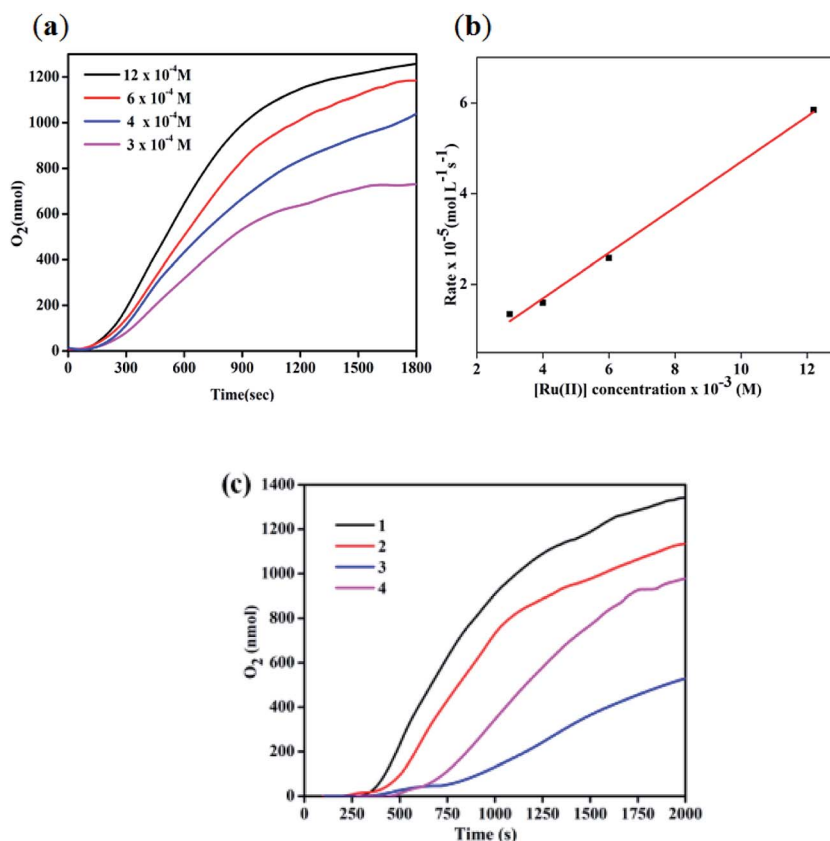 (a)
(b)
12 x 10⁻⁴M
6 x 10⁻⁴ M
4 x 10⁻⁴M
3 x 10⁻⁴ M
1200
1000
800
600
400
200
0
O₂(nmol)
0 300 600 900 1200 1500 1800
Time(sec)
6
4
2
Rate x 10⁻⁵(mol L⁻¹s⁻¹)
2 4 6 8 10 12
[Ru(II)] concentration x 10⁻³ (M)
(c)
1
2
3
4
1400
1200
1000
800
600
400
200
0
O₂ (nmol)
0 250 500 750 1000 1250 1500 1750 2000
Time (s)